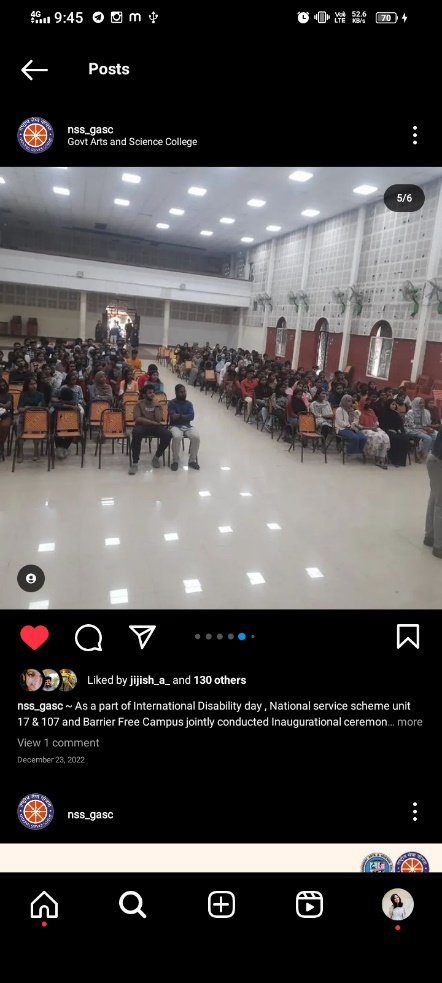 4G 9:45 VoI) LTE 52.6 KB/s 70
Posts
nss_gasc
Govt Arts and Science College
5/6
Liked by jijish_a_ and 130 others
nss_gasc ~ As a part of International Disability day , National service scheme unit
17 & 107 and Barrier Free Campus jointly conducted Inaugurational ceremon... more
View 1 comment
December 23, 2022
nss_gasc